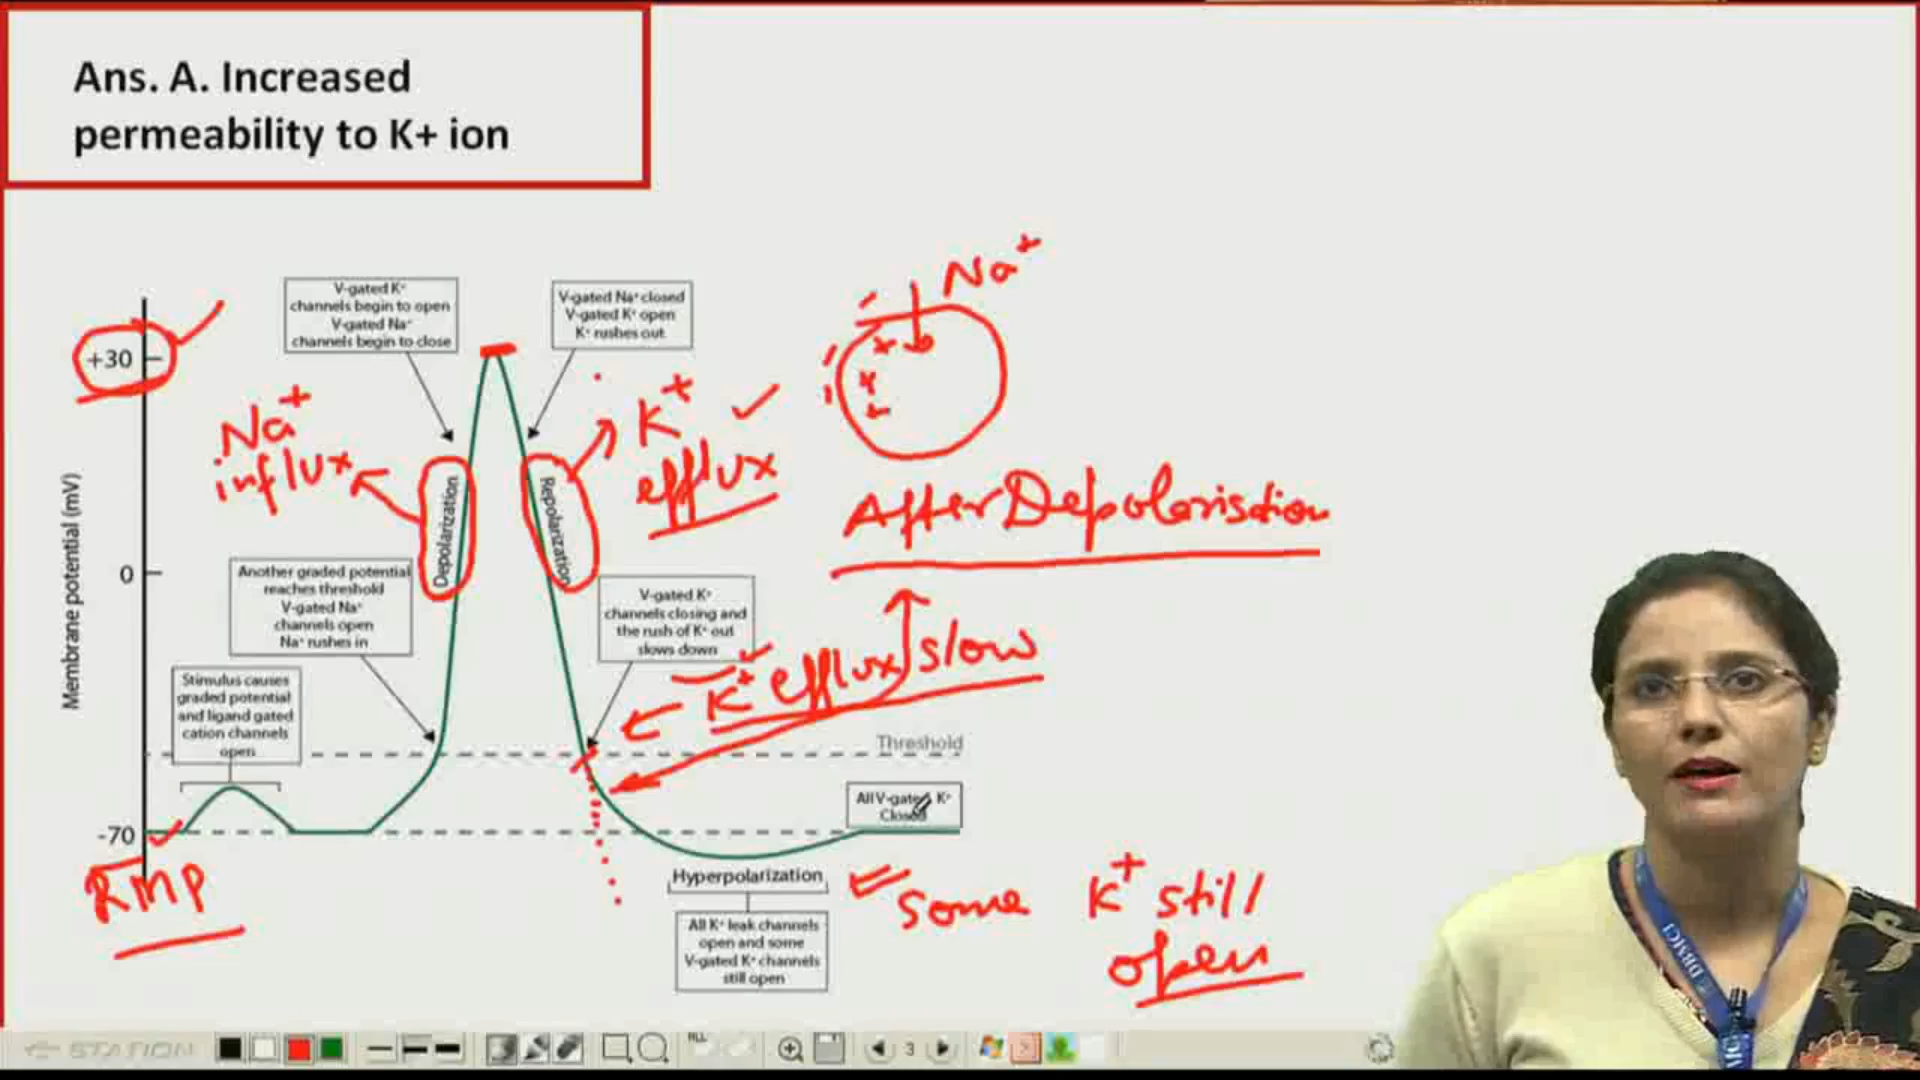 Ans. A. Increased
permeability to K+ ion
V-gated K⁺
channels begin to open
V-gated Na⁺
channels begin to close
V-gated Na⁺ closed
V-gated K⁺ open
K⁺ rushes out
Na⁺
+30
Na⁺
influx
K⁺
efflux
Depolarization
Repolarization
AfterDepolarisation
Membrane potential (mV)
0
Another graded potential
reaches threshold
V-gated Na⁺
channels open
Na⁺ rushes in
V-gated K⁺
channels closing and
the rush of K⁺ out
slows down
K⁺ efflux slow
Stimulus causes
graded potential
and ligand gated
cation channels
open
Threshold
All V-gated K⁺
Closed
-70
RMP
Hyperpolarization
Some K⁺ still
open
All K⁺ leak channels
open and some
V-gated K⁺ channels
still open
DBMCI
STATION
3